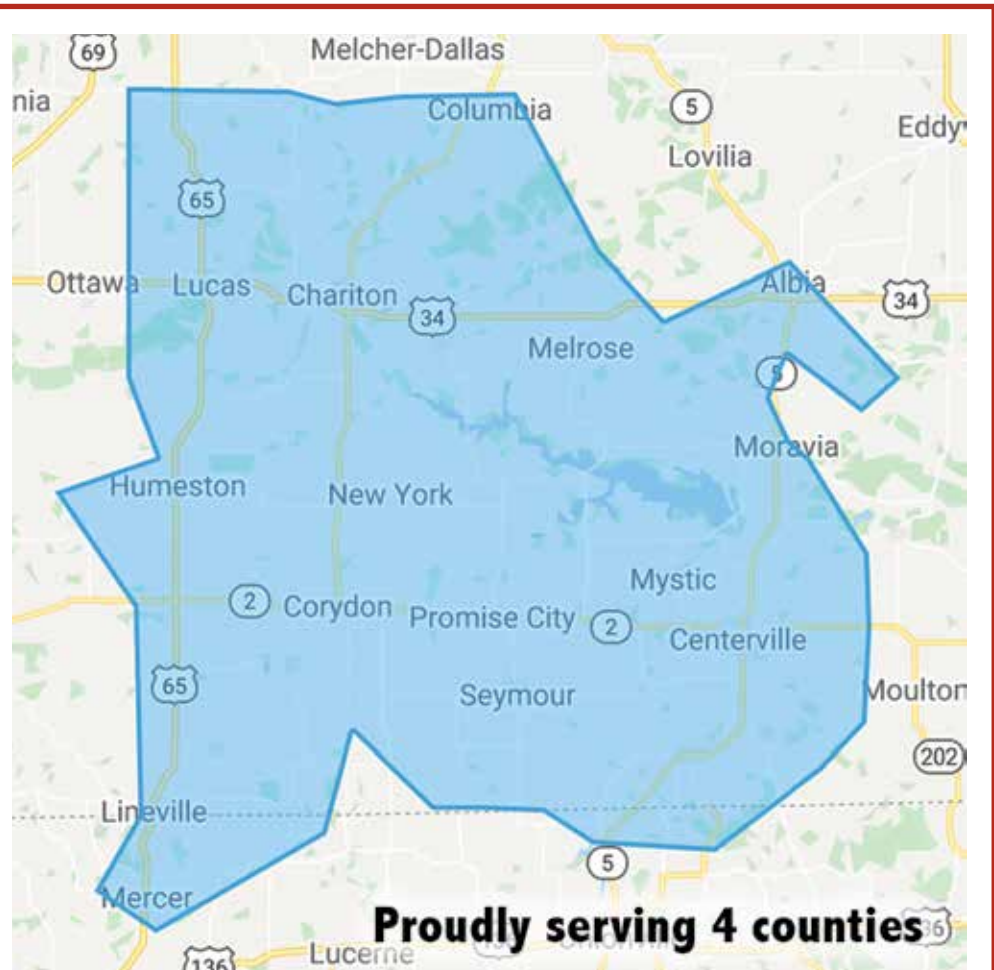 69
Melcher-Dallas
nia
Columbia
5
Lovilia
Eddy
65
Ottawa
Lucas
Chariton
34
Albia
34
Melrose
5
Moravia
Humeston
New York
Mystic
2
Corydon
Promise City
2
Centerville
65
Seymour
Moulton
202
Lineville
5
Mercer
Proudly serving 4 counties
136
Lucerne